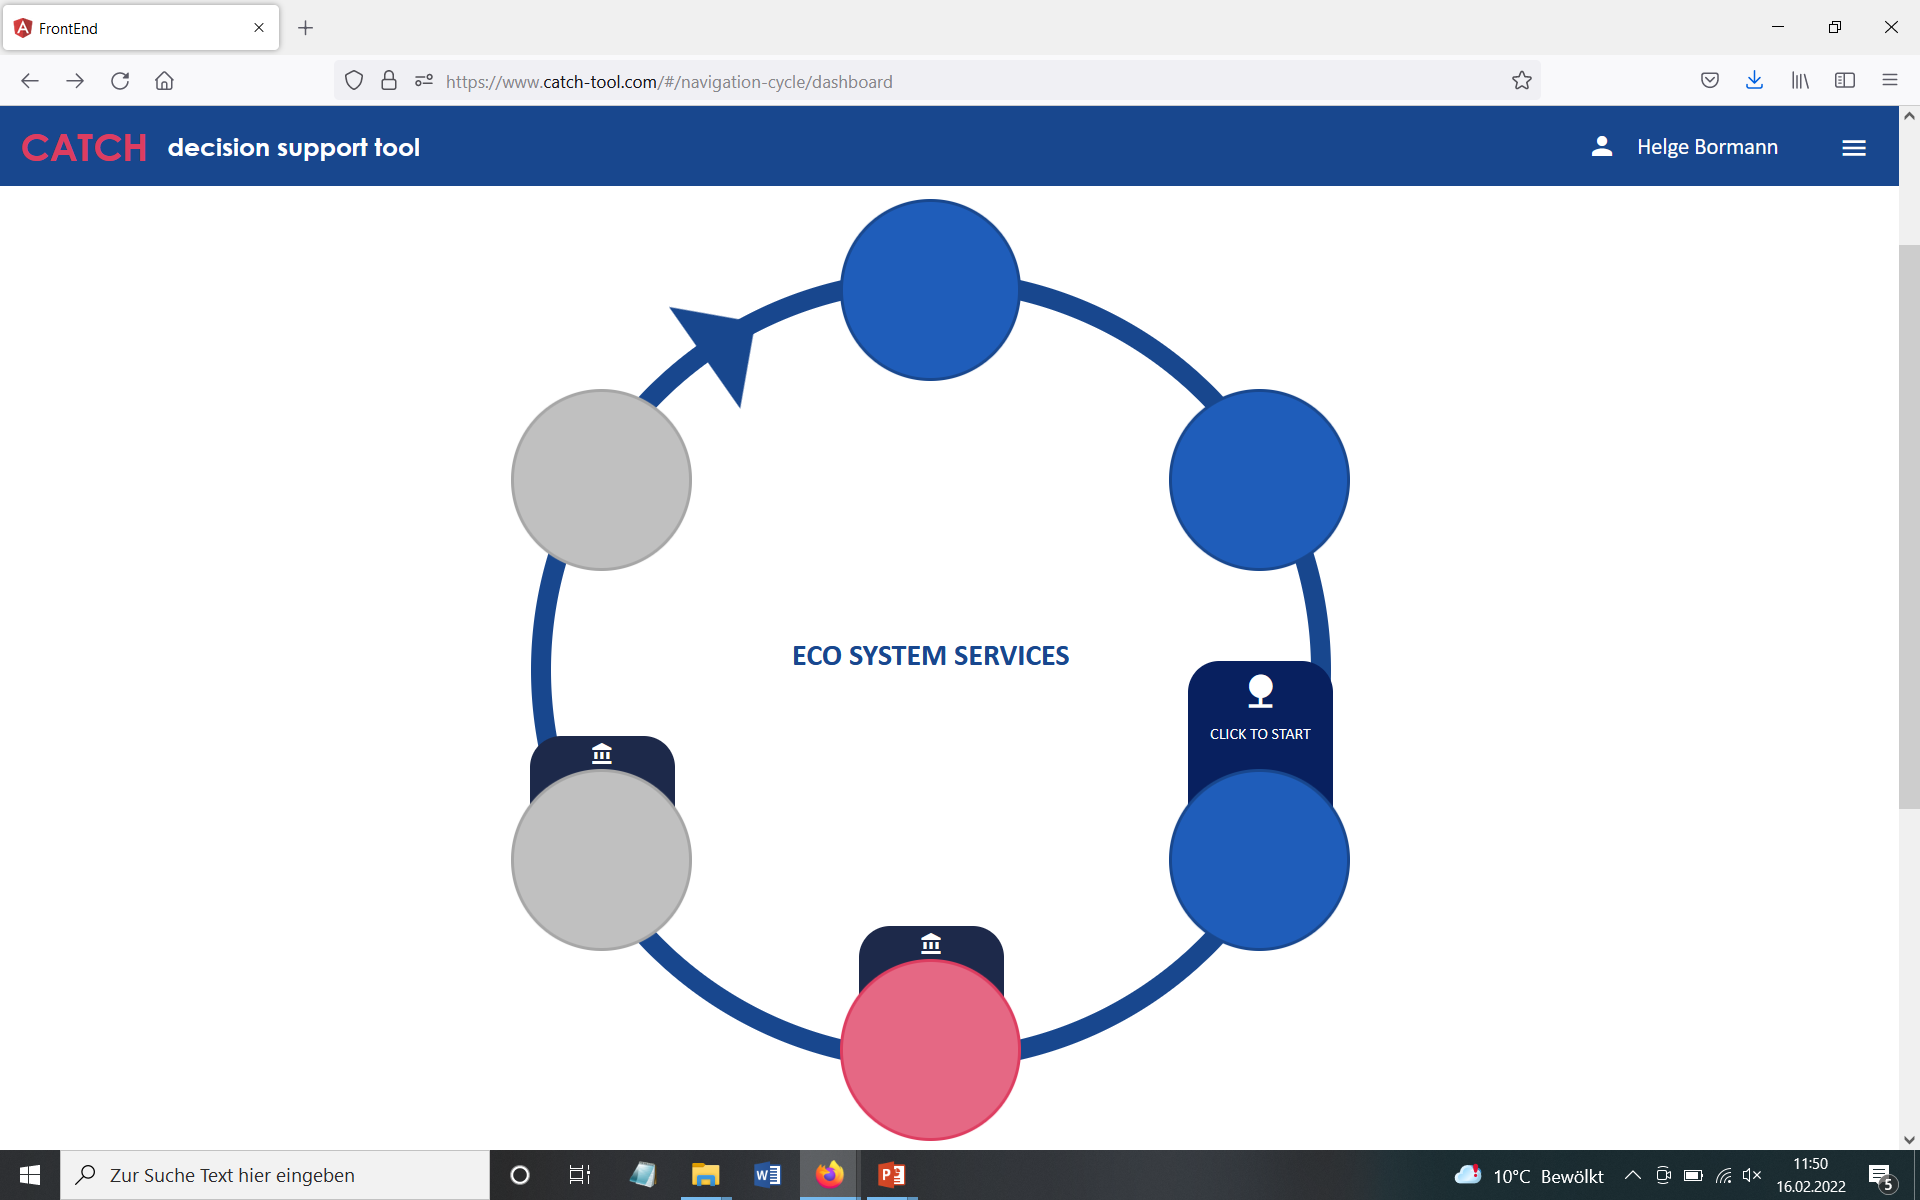 FrontEnd
https://www.catch-tool.com/#/navigation-cycle/dashboard
CATCH decision support tool
Helge Bormann
ECO SYSTEM SERVICES
CLICK TO START
Zur Suche Text hier eingeben
10°C Bewölkt
11:50
16.02.2022
5